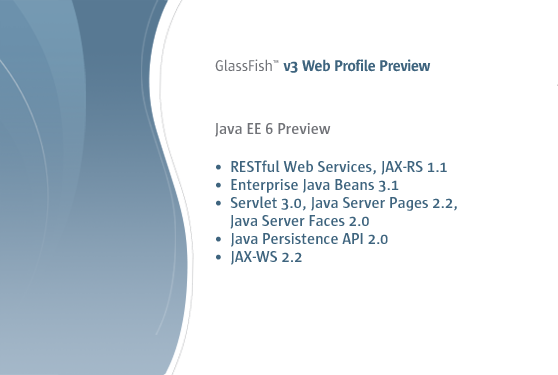 GlassFish™ v3 Web Profile Preview
Java EE 6 Preview
• RESTful Web Services, JAX-RS 1.1
• Enterprise Java Beans 3.1
• Servlet 3.0, Java Server Pages 2.2,
Java Server Faces 2.0
• Java Persistence API 2.0
• JAX-WS 2.2